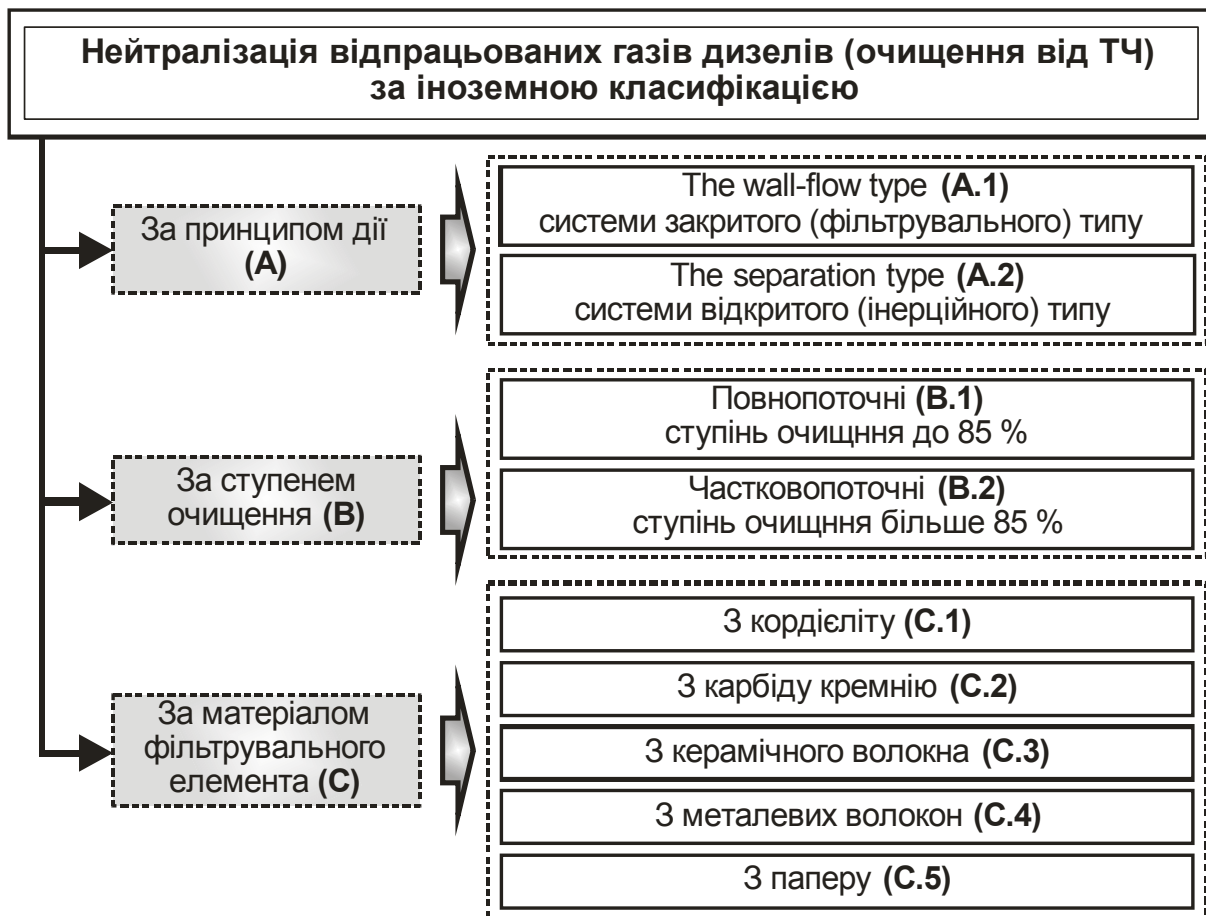 Нейтралізація відпрацьованих газів дизелів (очищення від ТЧ)
за іноземною класифікацією
За принципом дії
(А)
The wall-flow type (А.1)
системи закритого (фільтрувального) типу
The separation type (А.2)
системи відкритого (інерційного) типу
За ступенем
очищення (В)
Повнопоточні (В.1)
ступінь очищння до 85 %
Частковопоточні (В.2)
ступінь очищння більше 85 %
За матеріалом
фільтрувального
елемента (С)
З кордієліту (С.1)
З карбіду кремнію (С.2)
З керамічного волокна (С.3)
З металевих волокон (С.4)
З паперу (С.5)